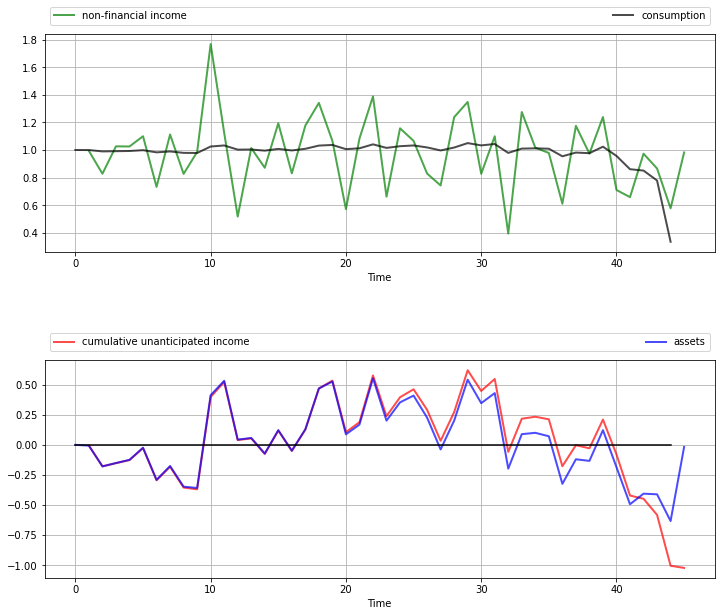 non-financial income consumption
1.8
1.6
1.4
1.2
1.0
0.8
0.6
0.4
0 10 20 30 40
Time
cumulative unanticipated income assets
0.50
0.25
0.00
−0.25
−0.50
−0.75
−1.00
0 10 20 30 40
Time